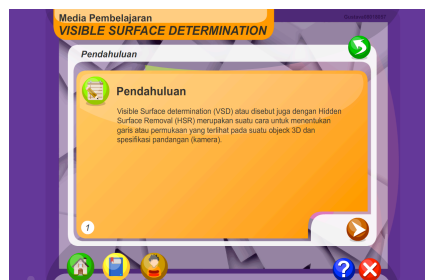 Media Pembelajaran
VISIBLE SURFACE DETERMINATION
Pendahuluan
Pendahuluan
Visible Surface determination (VSD) atau disebut juga dengan Hidden
Surface Removal (HSR) merupakan suatu cara untuk menentukan
garis atau permukaan yang terlihat pada suatu objeck 3D dan
spesifikasi pandangan (kamera).
1
?